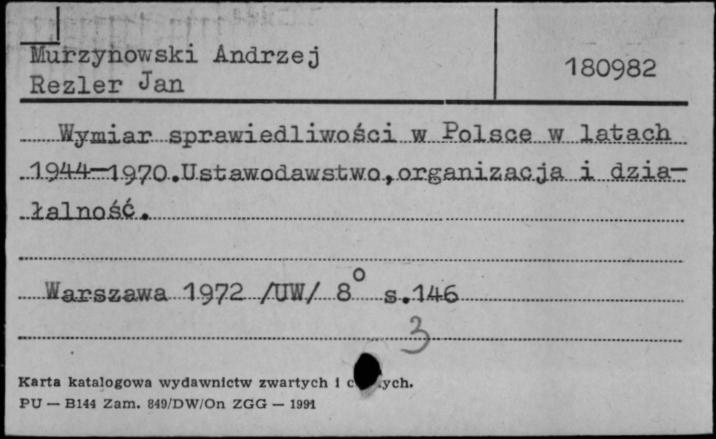 Murzynowski Andrzej
Rezler Jan
180982
Wymiar sprawiedliwości w Polsce w latach
1944-1970.Ustawodawstwo,organizacja i dzia-
łalność.
Warszawa 1972 /UW/ 8° s.146
3
Karta katalogowa wydawnictw zwartych i
PU — B144 Zam. 849/DW/On ZGG — 1991